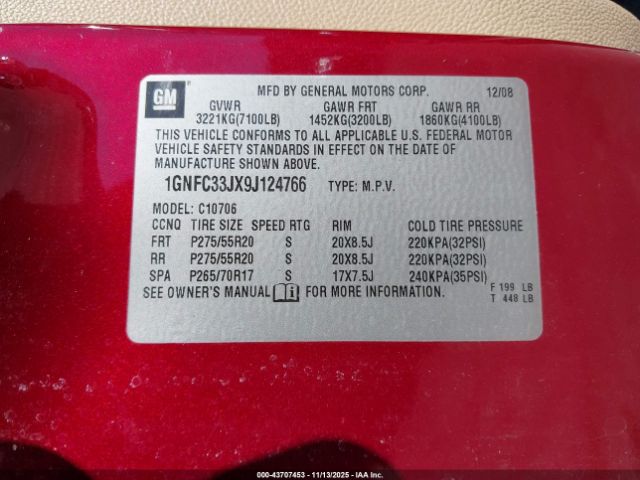 GM
MFD BY GENERAL MOTORS CORP. 12/08
GVWR GAWR FRT GAWR RR
3221KG(7100LB) 1452KG(3200LB) 1860KG(4100LB)
THIS VEHICLE CONFORMS TO ALL APPLICABLE U.S. FEDERAL MOTOR
VEHICLE SAFETY STANDARDS IN EFFECT ON THE DATE OF
MANUFACTURE SHOWN ABOVE.
1GNFC33JX9J124766 TYPE: M.P.V.
MODEL: C10706
CCNQ TIRE SIZE SPEED RTG RIM COLD TIRE PRESSURE
FRT P275/55R20 S 20X8.5J 220KPA(32PSI)
RR P275/55R20 S 20X8.5J 220KPA(32PSI)
SPA P265/70R17 S 17X7.5J 240KPA(35PSI)
SEE OWNER'S MANUAL FOR MORE INFORMATION.
F 199 LB
T 448 LB
000-43707453 - 11/13/2025 - IAA, Inc.